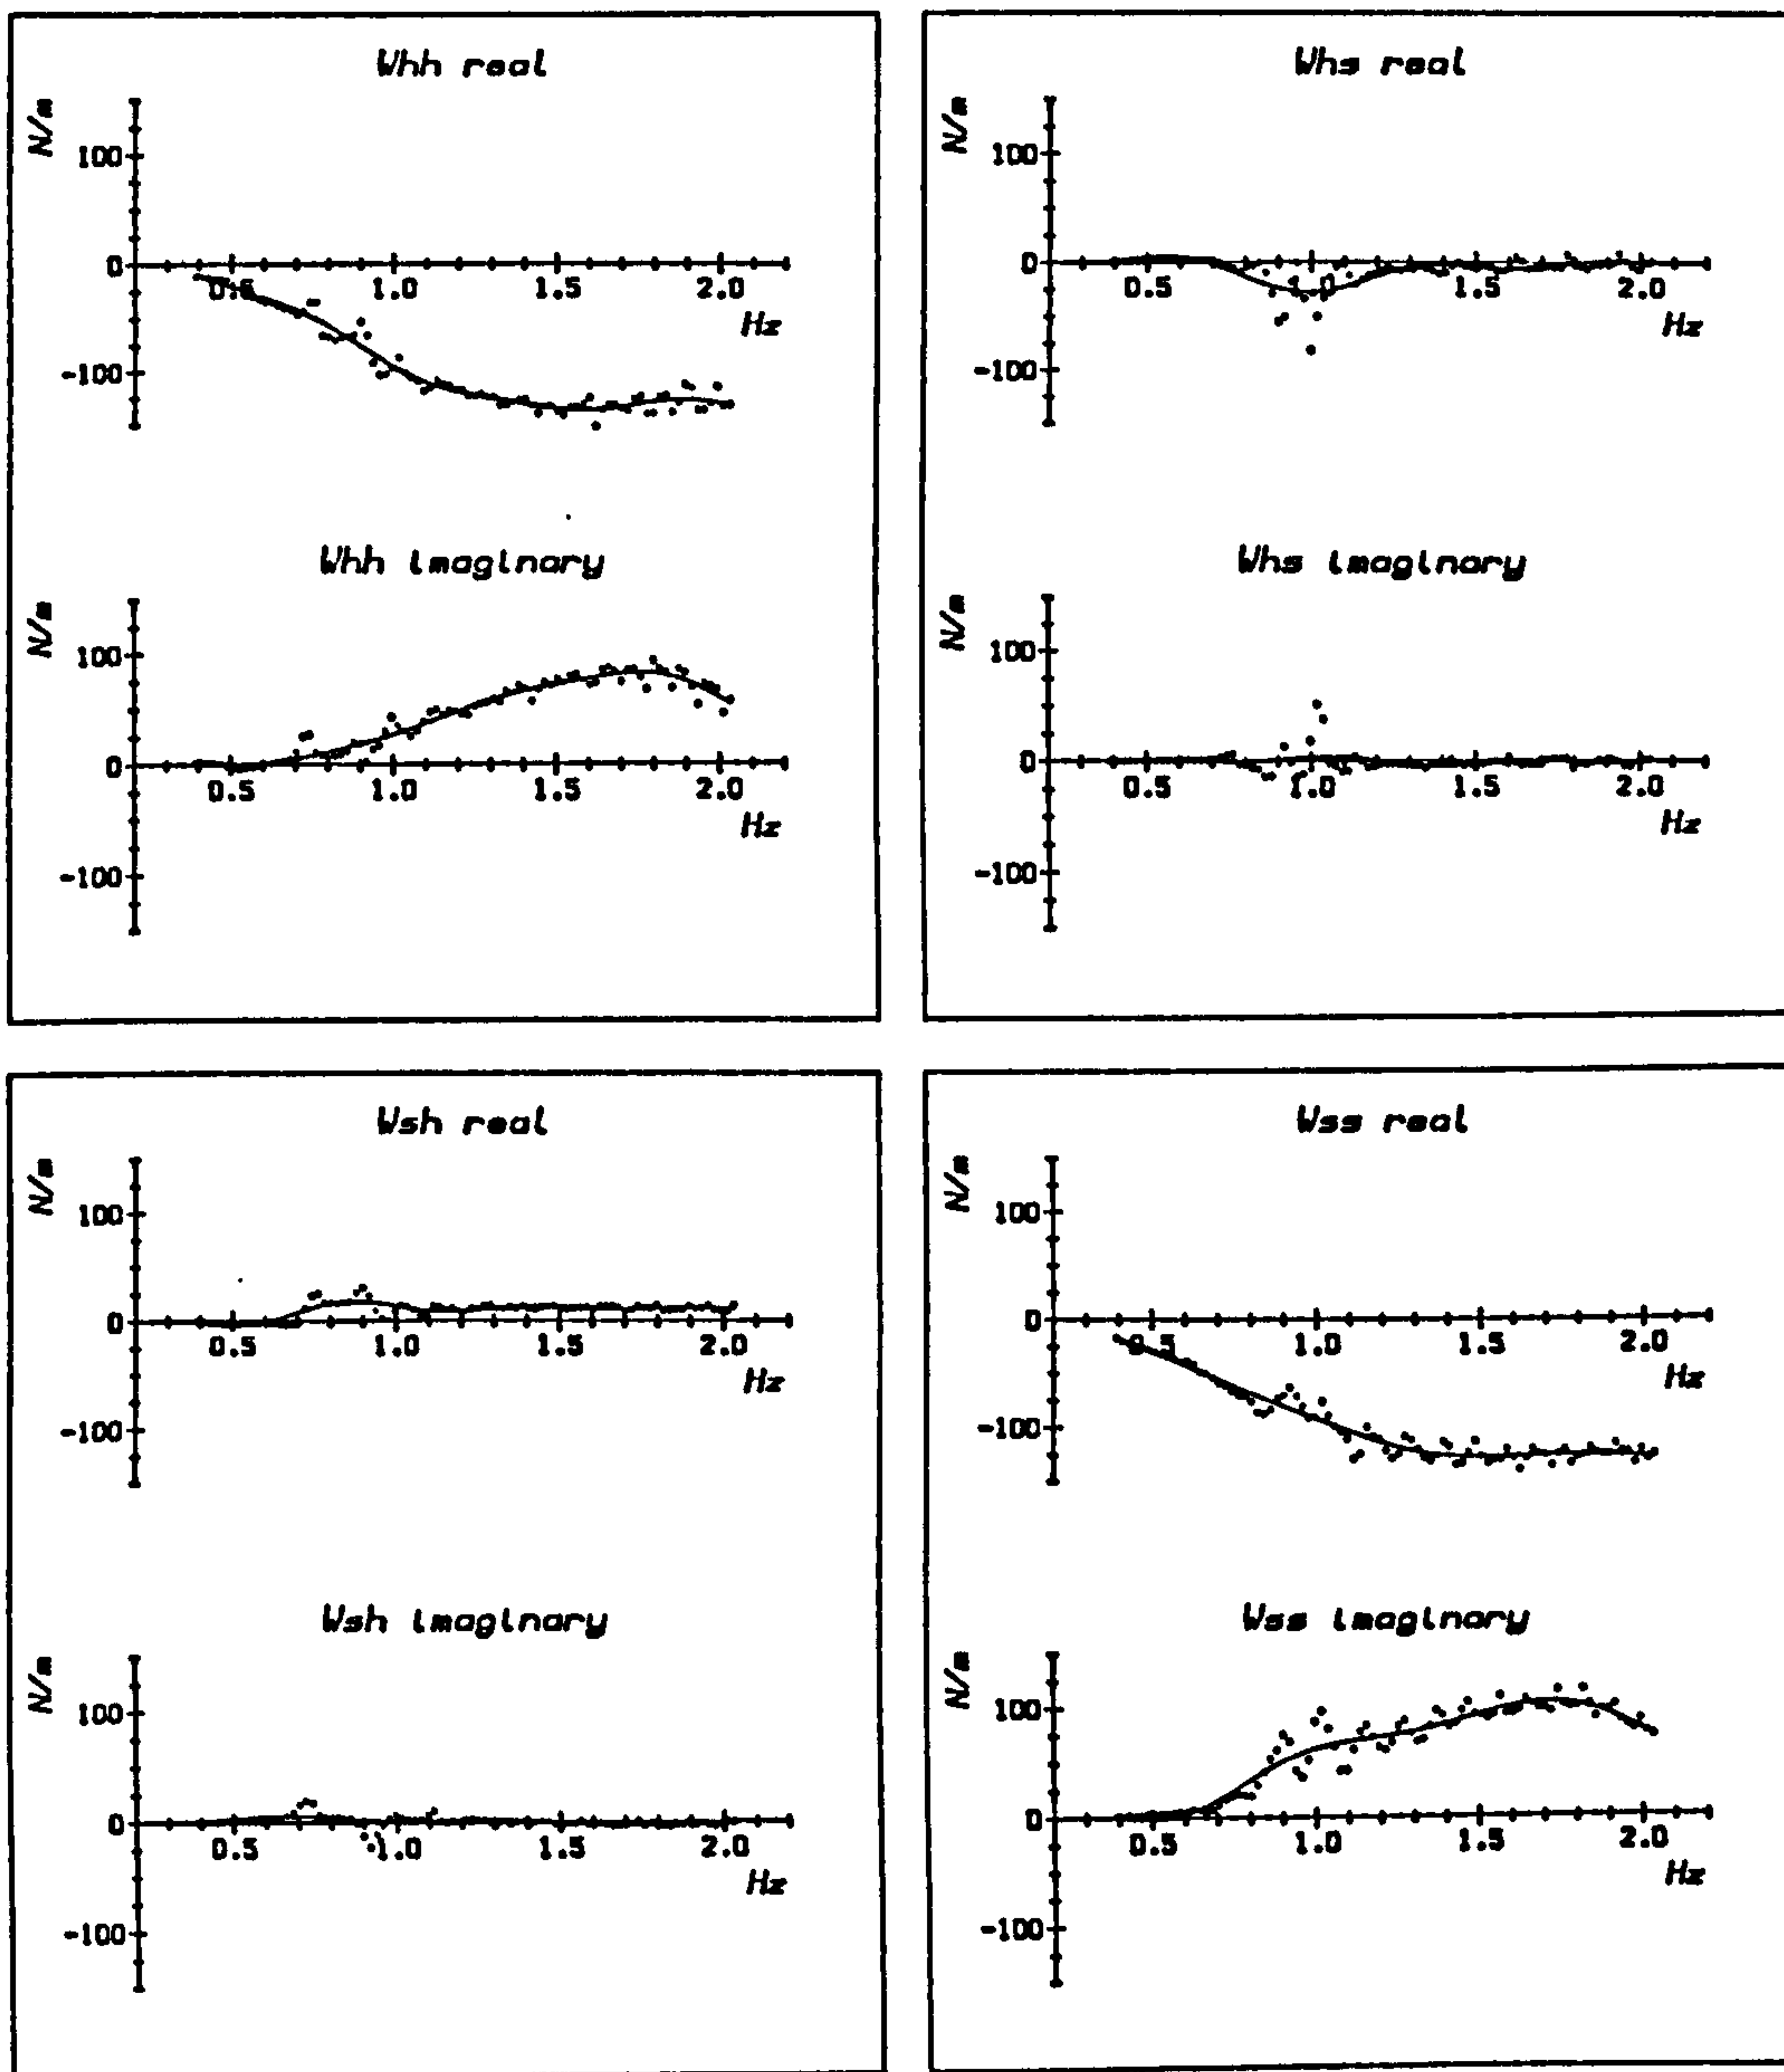 Whh real
N/m
100
0
0.5 1.0 1.5 2.0
Hz
-100
Whh imaginary
N/m
100
0
0.5 1.0 1.5 2.0
Hz
-100
Whs real
N/m
100
0
0.5 1.0 1.5 2.0
Hz
-100
Whs imaginary
N/m
100
0
0.5 1.0 1.5 2.0
Hz
-100
Wsh real
N/m
100
0
0.5 1.0 1.5 2.0
Hz
-100
Wsh imaginary
N/m
100
0
0.5 1.0 1.5 2.0
Hz
-100
Wss real
N/m
100
0
0.5 1.0 1.5 2.0
Hz
-100
Wss imaginary
N/m
100
0
0.5 1.0 1.5 2.0
Hz
-100